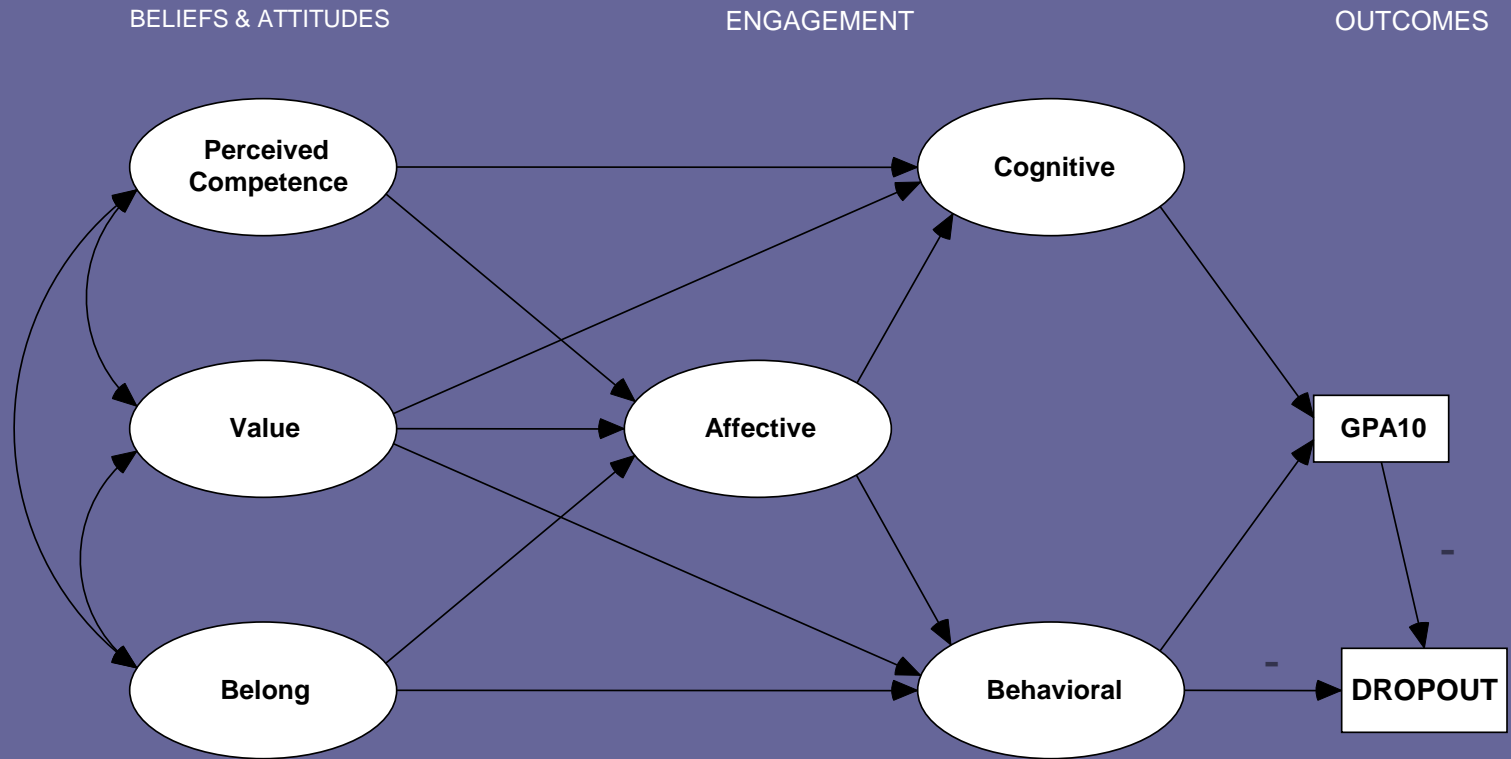 BELIEFS & ATTITUDES
ENGAGEMENT
OUTCOMES
Perceived
Competence
Cognitive
Value
Affective
GPA10
-
-
Belong
Behavioral
DROPOUT